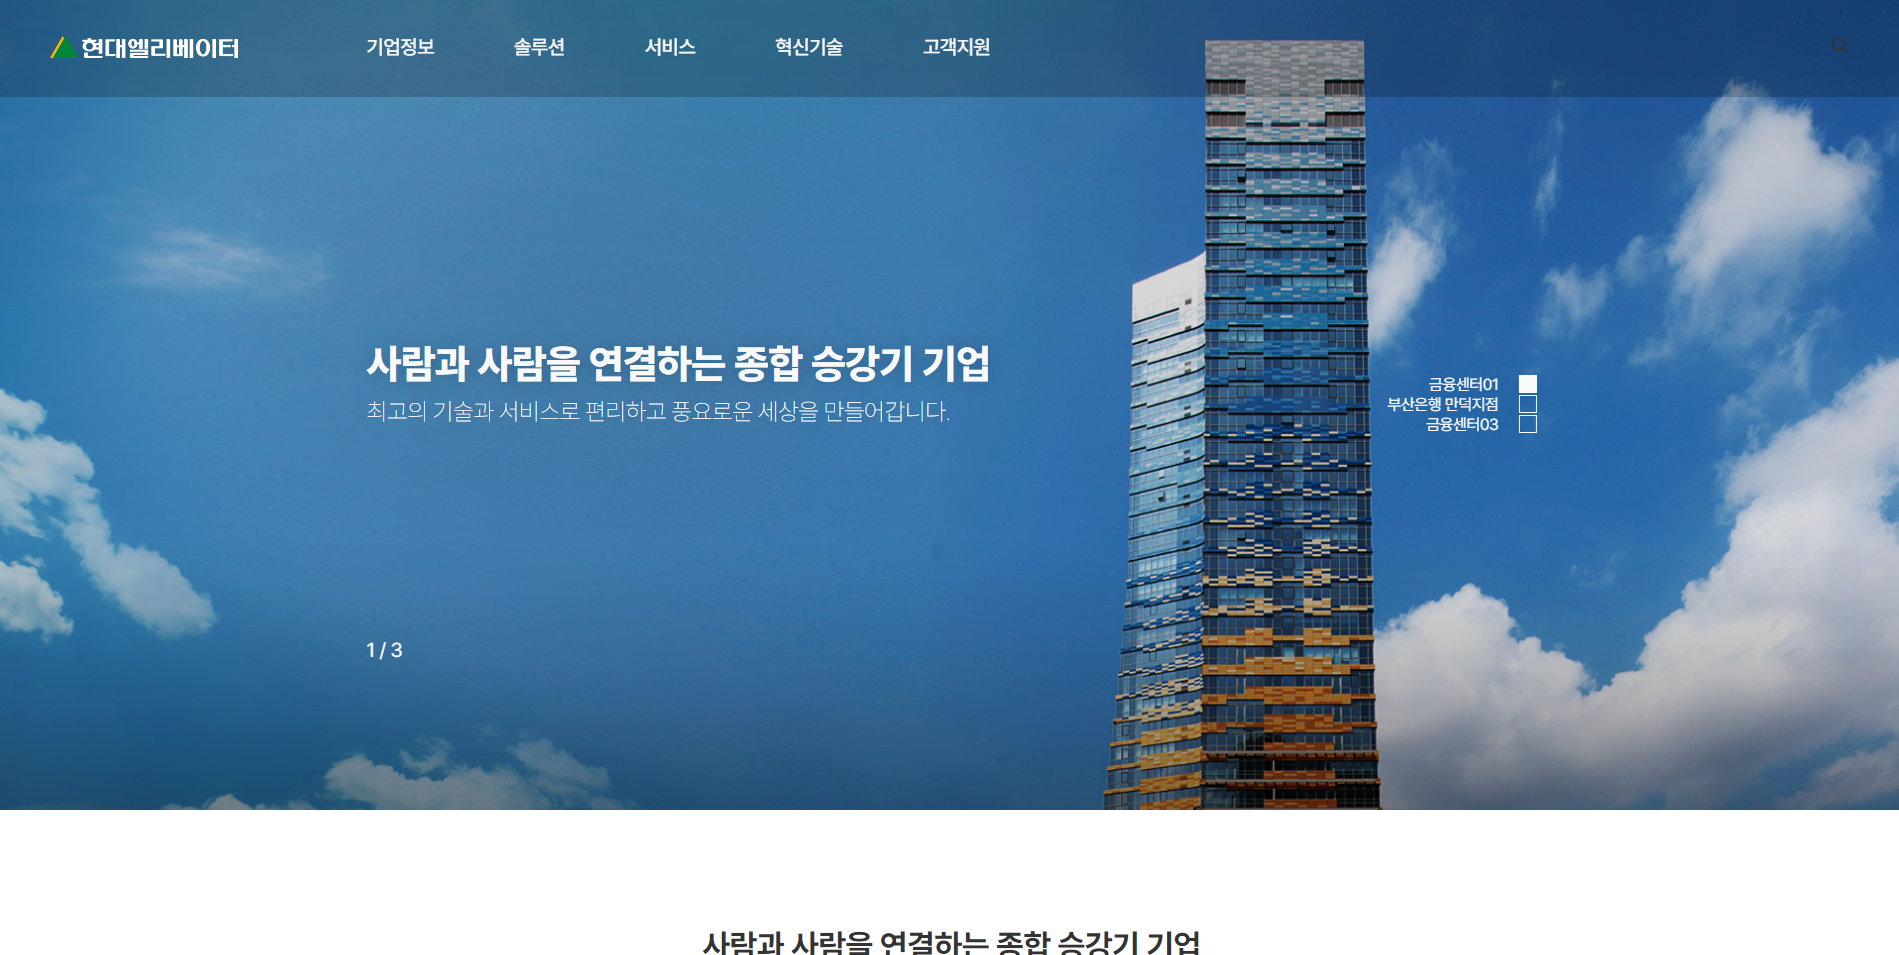 현대엘리베이터
기업정보 솔루션 서비스 혁신기술 고객지원
사람과 사람을 연결하는 종합 승강기 기업
최고의 기술과 서비스로 편리하고 풍요로운 세상을 만들어갑니다.
금융센터01
부산은행 만덕지점
금융센터03
1 / 3
사람과 사람을 연결하는 종합 승강기 기업